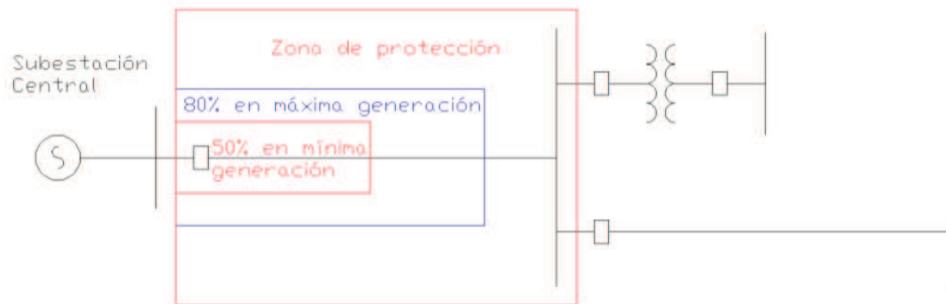 Zona de protección
Subestación
Central
80% en máxima generación
50% en mínima
generación
S